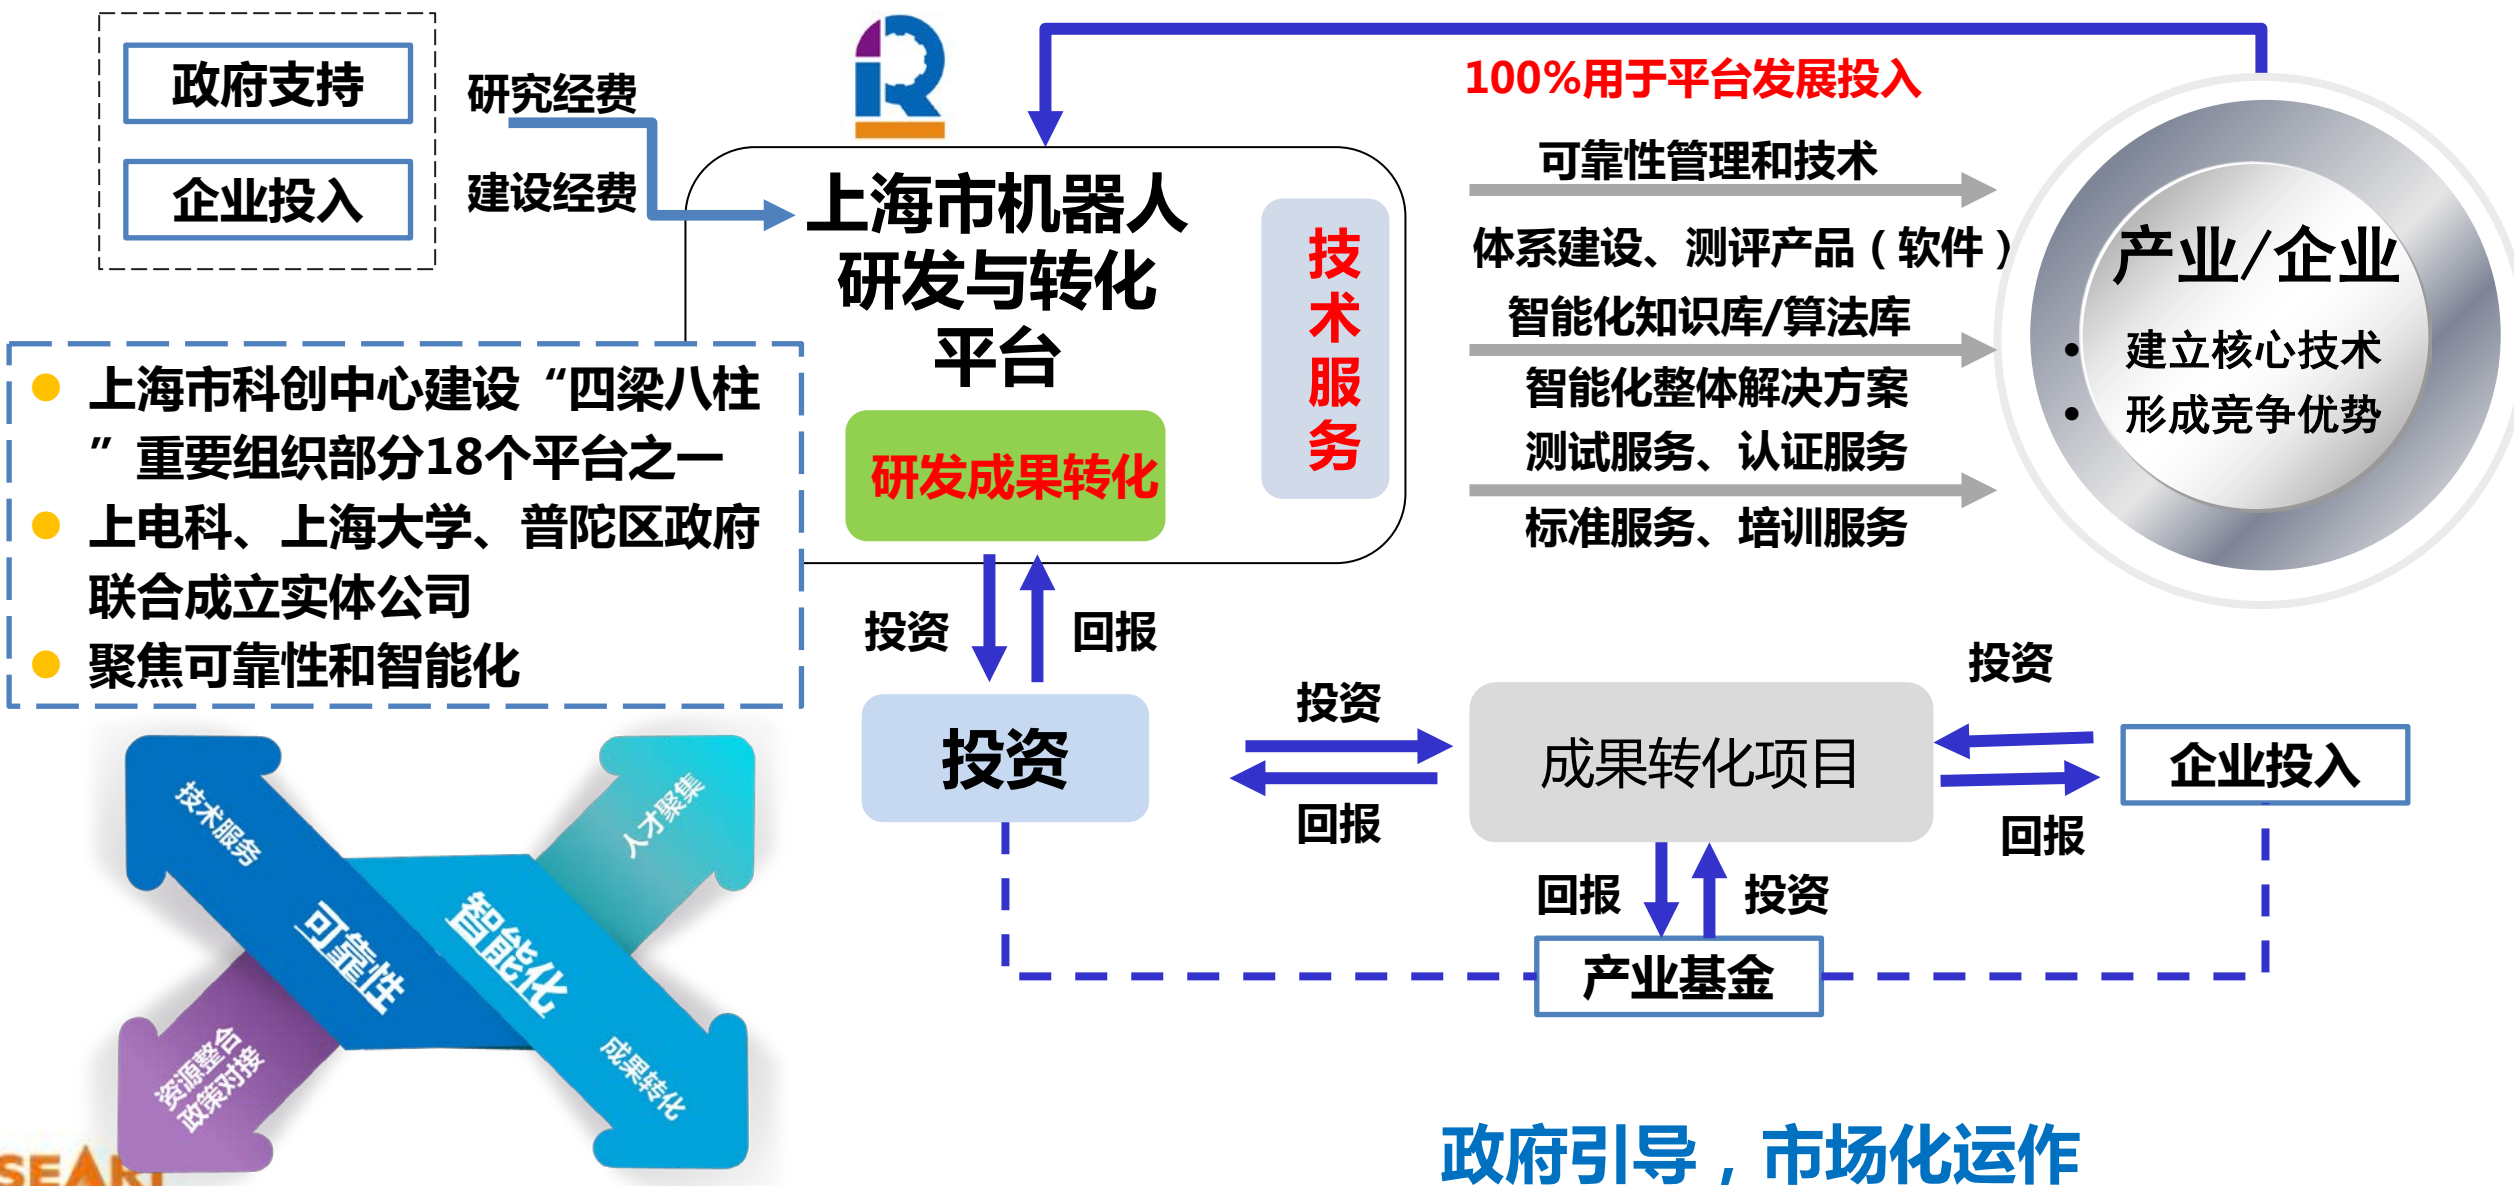 政府支持
企业投入
研究经费
建设经费
100%用于平台发展投入
上海市机器人
研发与转化
平台
技术服务
研发成果转化
可靠性管理和技术
体系建设、测评产品（软件）
智能化知识库/算法库
智能化整体解决方案
测试服务、认证服务
标准服务、培训服务
产业/企业
• 建立核心技术
• 形成竞争优势
● 上海市科创中心建设“四梁八柱
”重要组织部分18个平台之一
● 上电科、上海大学、普陀区政府
联合成立实体公司
● 聚焦可靠性和智能化
投资
回报
投资
投资
回报
成果转化项目
投资
回报
企业投入
回报
投资
产业基金
技术服务
人才聚集
可靠性
智能化
资源整合
政策对接
成果转化
政府引导，市场化运作
SEARI